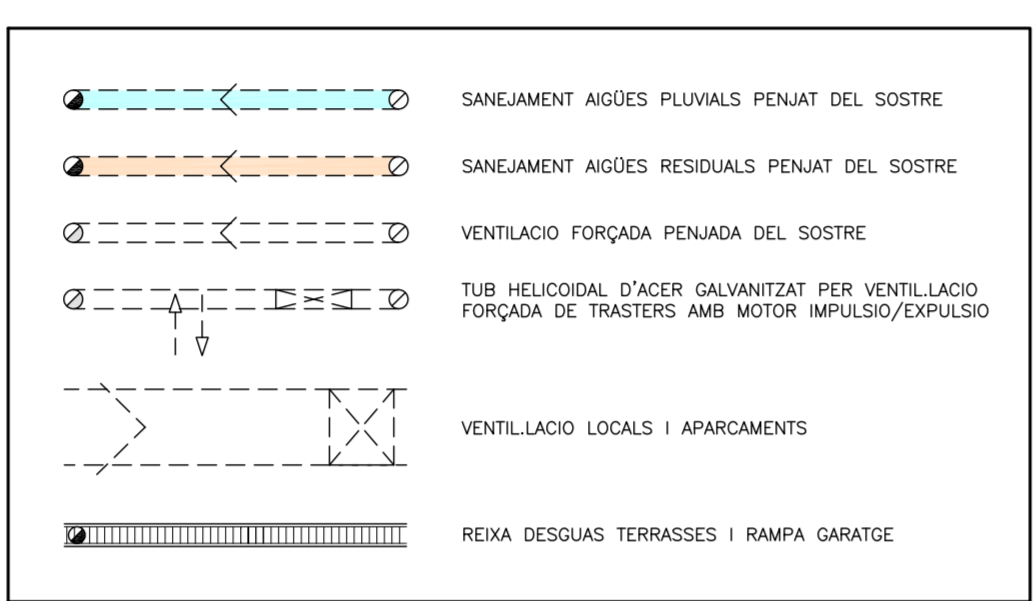 SANEJAMENT AIGÜES PLUVIALS PENJAT DEL SOSTRE
SANEJAMENT AIGÜES RESIDUALS PENJAT DEL SOSTRE
VENTILACIO FORÇADA PENJADA DEL SOSTRE
TUB HELICOIDAL D'ACER GALVANITZAT PER VENTIL.LACIO
FORÇADA DE TRASTERS AMB MOTOR IMPULSIO/EXPULSIO
VENTIL.LACIO LOCALS I APARCAMENTS
REIXA DESGUAS TERRASSES I RAMPA GARATGE